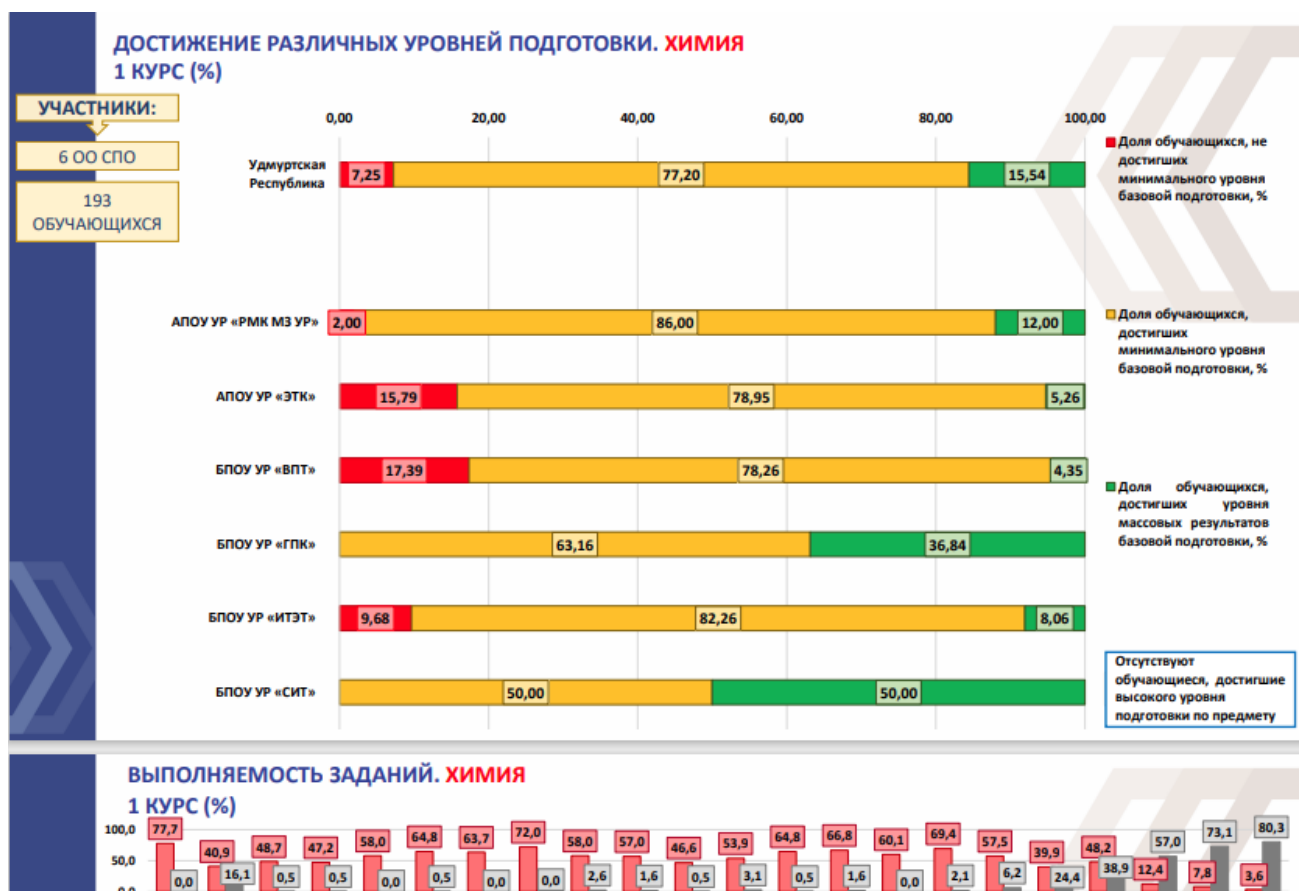 ДОСТИЖЕНИЕ РАЗЛИЧНЫХ УРОВНЕЙ ПОДГОТОВКИ. ХИМИЯ
1 КУРС (%)
УЧАСТНИКИ:
6 ОО СПО
193
ОБУЧАЮЩИХСЯ
0,00 20,00 40,00 60,00 80,00 100,00
Удмуртская
Республика
7,25 77,20 15,54
АПОУ УР «РМК МЗ УР»
2,00 86,00 12,00
АПОУ УР «ЭТК»
15,79 78,95 5,26
БПОУ УР «ВПТ»
17,39 78,26 4,35
БПОУ УР «ГПК»
63,16 36,84
БПОУ УР «ИТЭТ»
9,68 82,26 8,06
БПОУ УР «СИТ»
50,00 50,00
Доля обучающихся, не
достигших
минимального уровня
базовой подготовки, %
Доля обучающихся,
достигших
минимального уровня
базовой подготовки, %
Доля обучающихся,
достигших уровня
массовых результатов
базовой подготовки, %
Отсутствуют
обучающиеся, достигшие
высокого уровня
подготовки по предмету
ВЫПОЛНЯЕМОСТЬ ЗАДАНИЙ. ХИМИЯ
1 КУРС (%)
100,0
50,0
0,0
77,7 40,9 48,7 47,2 58,0 64,8 63,7 72,0 58,0 57,0 46,6 53,9 64,8 66,8 60,1 69,4 57,5 39,9 48,2 12,4 7,8 3,6
0,0 16,1 0,5 0,5 0,0 0,5 0,0 0,0 2,6 1,6 0,5 3,1 0,5 1,6 0,0 2,1 6,2 24,4 38,9 57,0 73,1 80,3